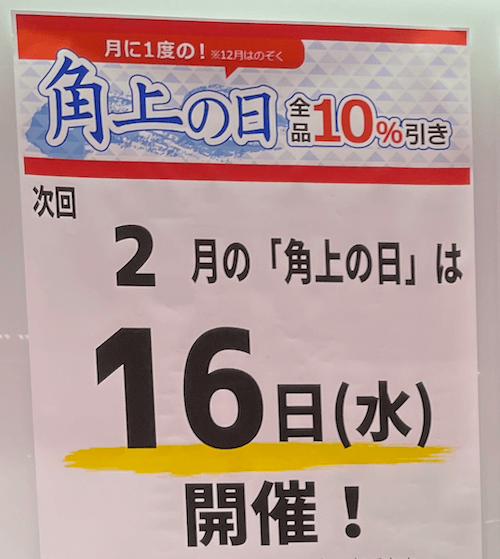 月に1度の！※12月はのぞく
角上の日 全品10%引き
次回
2 月の「角上の日」は
16日(水)
開催！